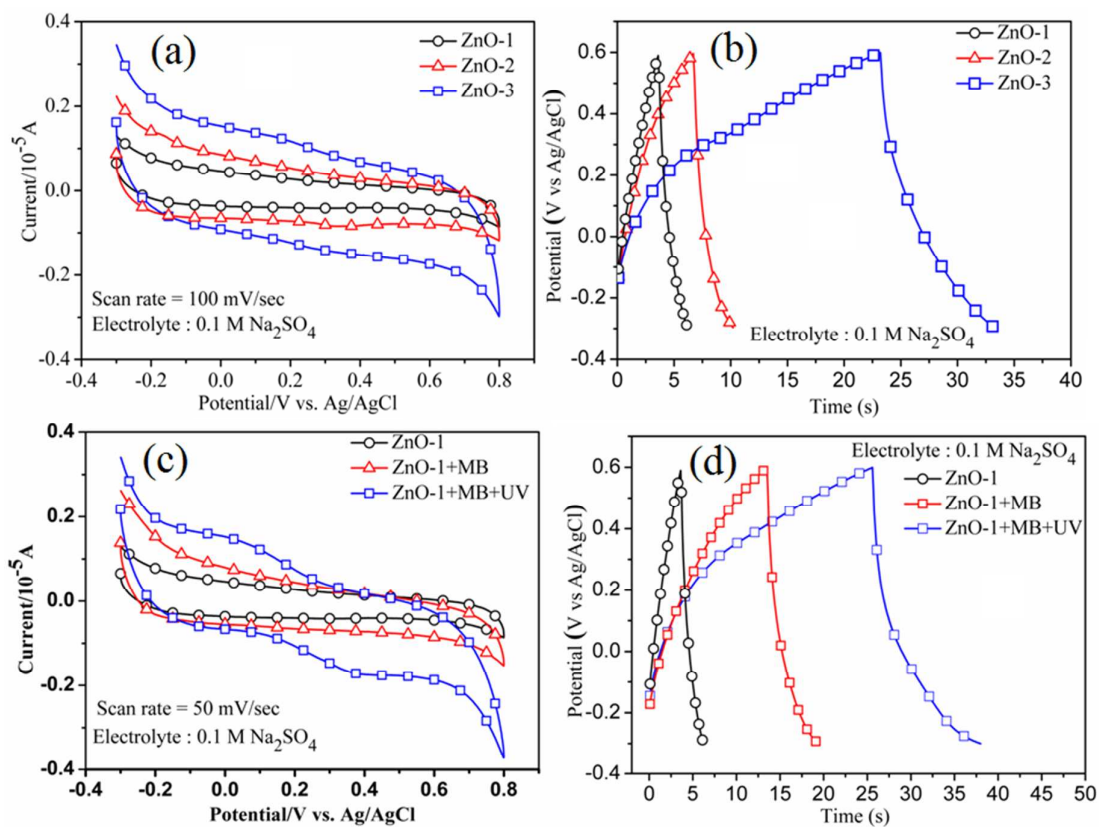 (a)
ZnO-1
ZnO-2
ZnO-3
Scan rate = 100 mV/sec
Electrolyte : 0.1 M Na₂SO₄
Current/10⁻⁵ A
0.4
0.2
0.0
-0.2
-0.4
-0.4 -0.2 0.0 0.2 0.4 0.6 0.8
Potential/V vs. Ag/AgCl
(b)
ZnO-1
ZnO-2
ZnO-3
Electrolyte : 0.1 M Na₂SO₄
Potential (V vs Ag/AgCl)
0.6
0.4
0.2
0.0
-0.2
-0.4
0 5 10 15 20 25 30 35 40
Time (s)
(c)
ZnO-1
ZnO-1+MB
ZnO-1+MB+UV
Scan rate = 50 mV/sec
Electrolyte : 0.1 M Na₂SO₄
Current/10⁻⁵ A
0.4
0.2
0.0
-0.2
-0.4
-0.4 -0.2 0.0 0.2 0.4 0.6 0.8
Potential/V vs. Ag/AgCl
(d)
Electrolyte : 0.1 M Na₂SO₄
ZnO-1
ZnO-1+MB
ZnO-1+MB+UV
Potential (V vs Ag/AgCl)
0.6
0.4
0.2
0.0
-0.2
-0.4
0 5 10 15 20 25 30 35 40
Time (s)